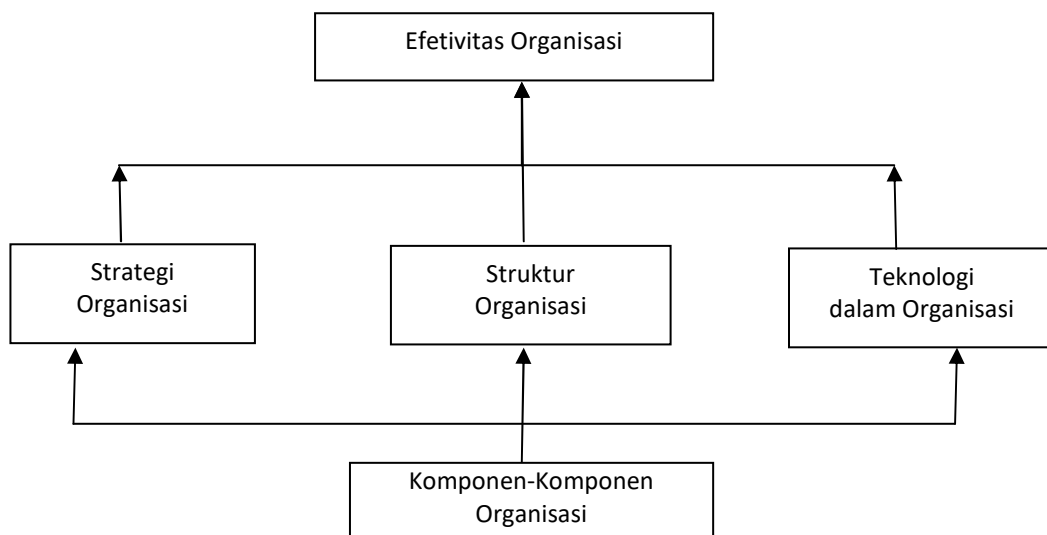 Efetivitas Organisasi
Strategi
Organisasi
Struktur
Organisasi
Teknologi
dalam Organisasi
Komponen-Komponen
Organisasi